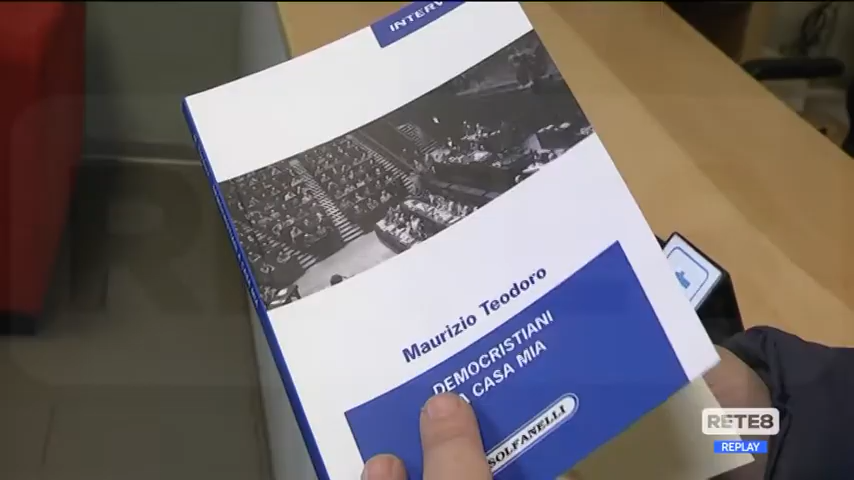 INTERV
Maurizio Teodoro
DEMOCRISTIANI
CASA MIA
SOLFANELLI
RETE8
REPLAY